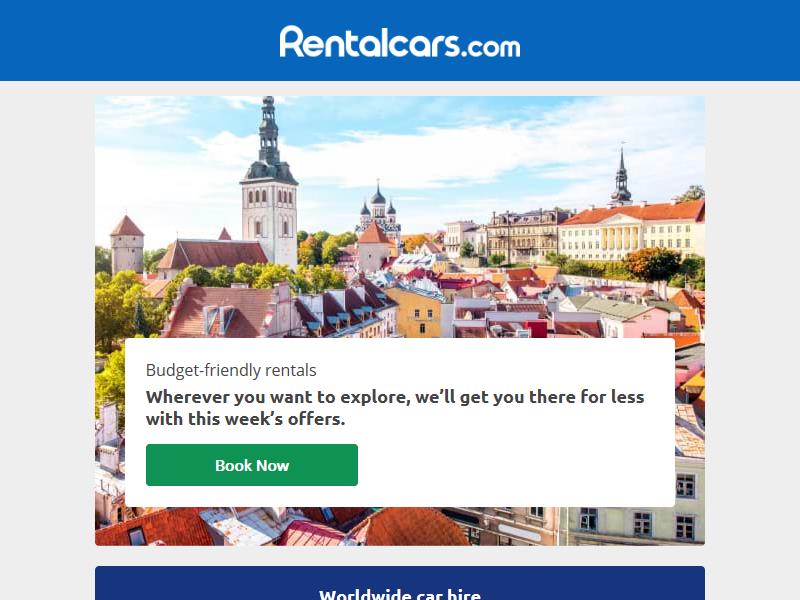 Rentalcars.com
Budget-friendly rentals
Wherever you want to explore, we’ll get you there for less
with this week’s offers.
Book Now
Worldwide car hire